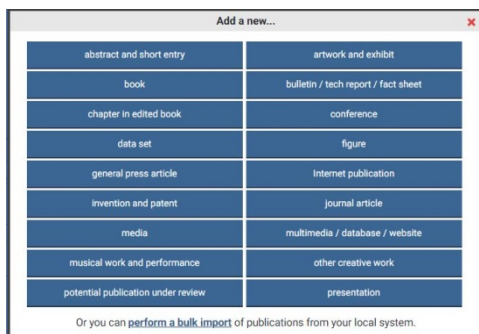 Add a new...
abstract and short entry
artwork and exhibit
book
bulletin / tech report / fact sheet
chapter in edited book
conference
data set
figure
general press article
Internet publication
invention and patent
journal article
media
multimedia / database / website
musical work and performance
other creative work
potential publication under review
presentation
Or you can perform a bulk import of publications from your local system.